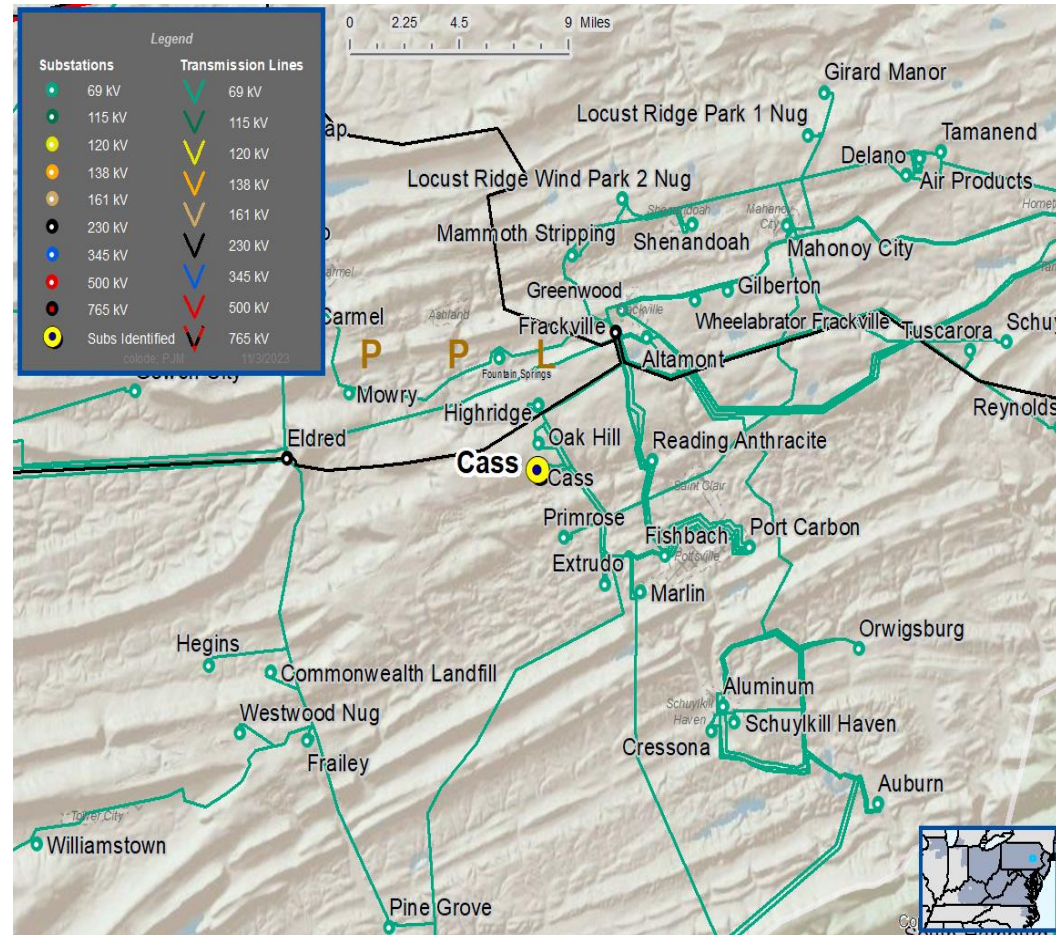 Legend
Substations
69 kV
115 kV
120 kV
138 kV
161 kV
230 kV
345 kV
500 kV
765 kV
Subs Identified
Transmission Lines
69 kV
115 kV
120 kV
138 kV
161 kV
230 kV
345 kV
500 kV
765 kV
colode: PJM 11/3/2023
0 2.25 4.5 9 Miles
Girard Manor
Locust Ridge Park 1 Nug
Tamanend
Delano
Air Products
Locust Ridge Wind Park 2 Nug
Shenandoah
Mahanoy City
Mammoth Stripping
Shenandoah
Mahonoy City
Greenwood
Gilberton
Ashland
Frackville
Wheelabrator Frackville
Tuscarora
P P L
Altamont
Fountain Springs
Mowry
Highridge
Eldred
Oak Hill
Reading Anthracite
Cass
Cass
Saint Clair
Primrose
Fishbach
Port Carbon
Pottsville
Extrudo
Marlin
Hegins
Orwigsburg
Commonwealth Landfill
Aluminum
Schuylkill Haven
Westwood Nug
Schuylkill Haven
Frailey
Cressona
Auburn
Tower City
Williamstown
Pine Grove